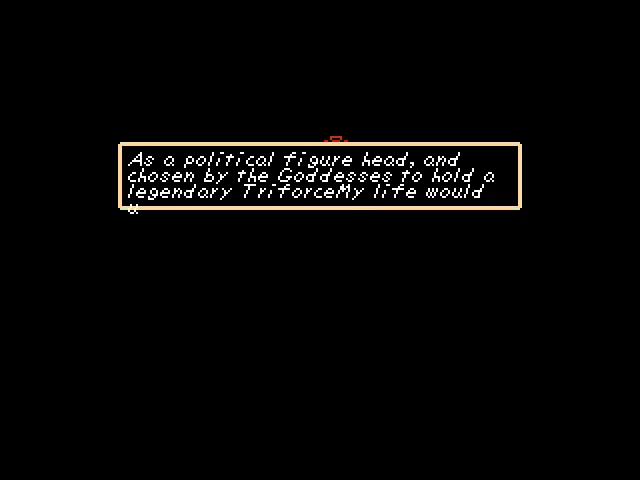 As a political figure head, and
chosen by the Goddesses to hold a
legendary TriforceMy life would